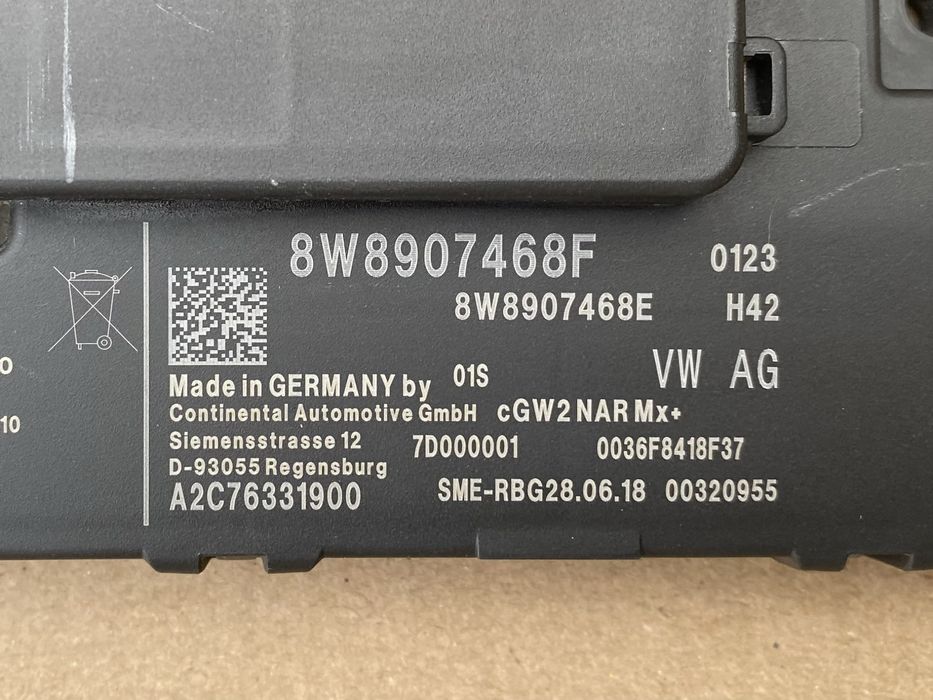 8W8907468F 0123
8W8907468E H42
01S VW AG
Made in GERMANY by
Continental Automotive GmbH cGW2 NAR Mx+
Siemensstrasse 12 7D000001 0036F8418F37
D-93055 Regensburg
A2C76331900 SME-RBG28.06.18 00320955
10